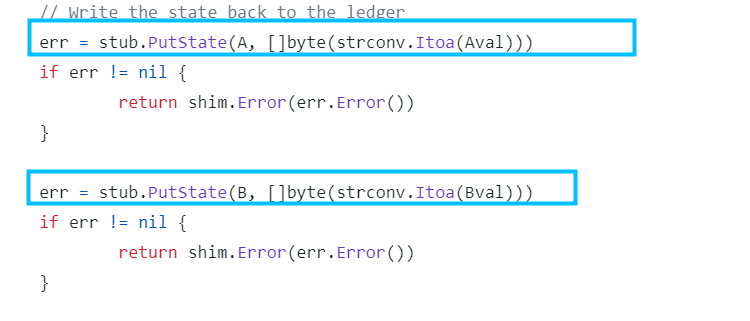 // Write the state back to the ledger
err = stub.PutState(A, []byte(strconv.Itoa(Aval)))
if err != nil {
return shim.Error(err.Error())
}
err = stub.PutState(B, []byte(strconv.Itoa(Bval)))
if err != nil {
return shim.Error(err.Error())
}